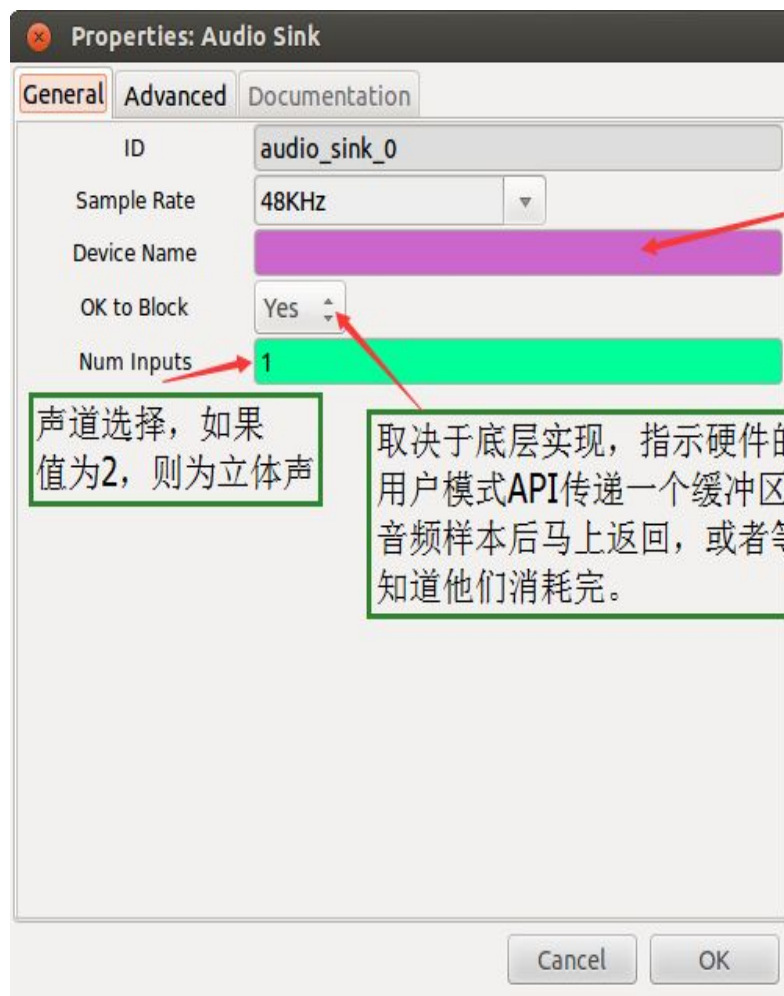 Properties: Audio Sink
General Advanced Documentation
ID audio_sink_0
Sample Rate 48KHz
Device Name
OK to Block Yes
Num Inputs 1
声道选择，如果
值为2，则为立体声
取决于底层实现，指示硬件的
用户模式API传递一个缓冲区
音频样本后马上返回，或者等
知道他们消耗完。
Cancel OK